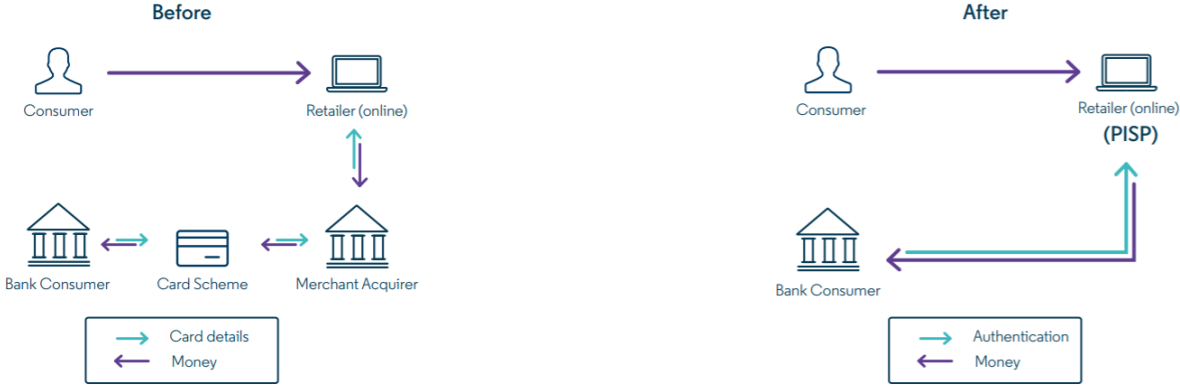 Before
Consumer
Retailer (online)
Bank Consumer
Card Scheme
Merchant Acquirer
Card details
Money
After
Consumer
Retailer (online)
(PISP)
Bank Consumer
Authentication
Money